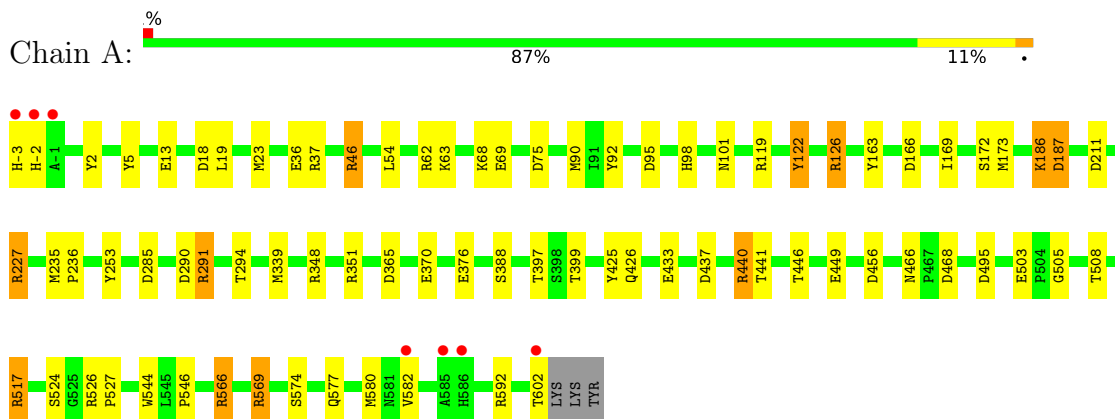 .%
Chain A:
87% 11% •
H-3 H-2 A-1 Y2 Y5 E13 D18 L19 M23 E36 R37 R46 L54 R62 K63 K68 E69 D75 M90 I91 Y92 D95 H98 N101 R119 Y122 R126 Y163 D166 I169 S172 M173 K186 D187 D211
R227 M235 P236 Y253 D285 D290 R291 T294 M339 R348 R351 D365 E370 E376 S388 T397 S398 T399 Y425 Q426 E433 D437 R440 T441 T446 E449 D456 N466 P467 D468 D495 E503 P504 G505 T508
R517 S524 G525 R526 P527 W544 L545 P546 R566 R569 S574 Q577 M580 N581 V582 A585 H586 R592 T602 LYS LYS TYR